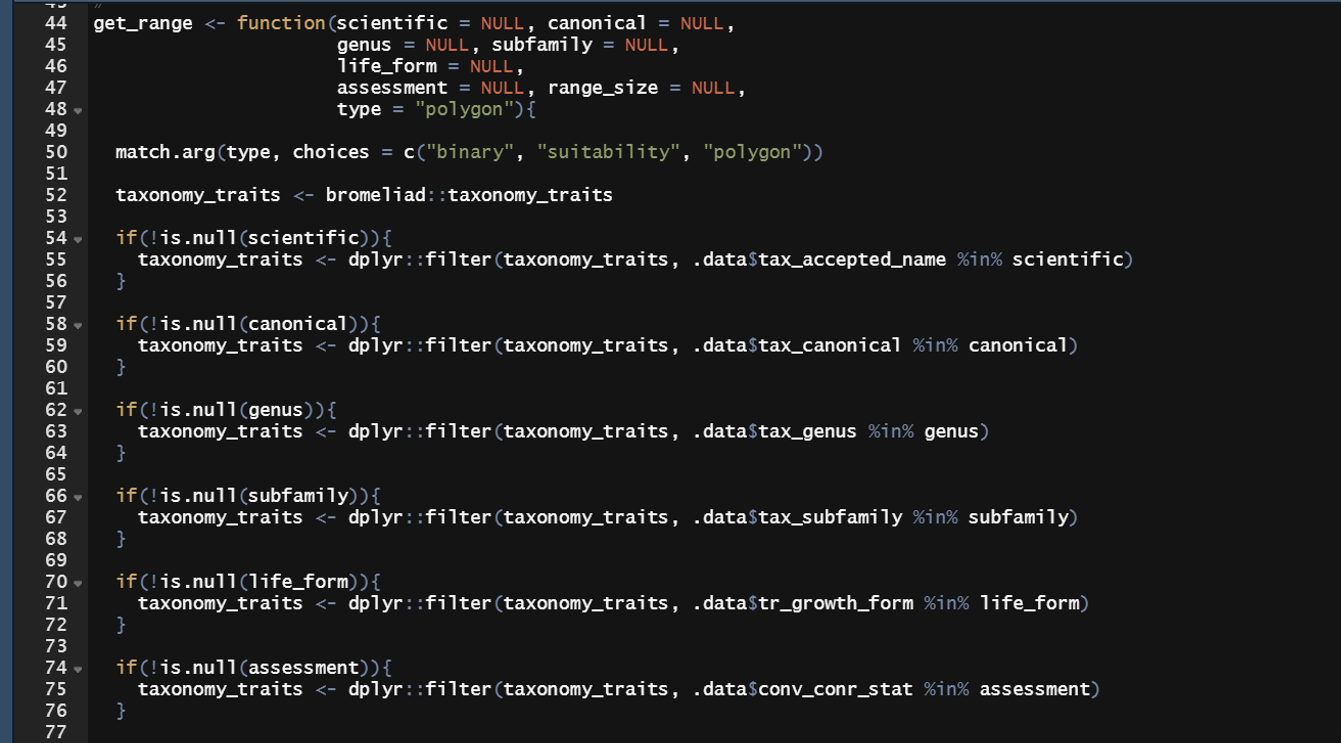 44 get_range <- function(scientific = NULL, canonical = NULL,
45                       genus = NULL, subfamily = NULL,
46                       life_form = NULL,
47                       assessment = NULL, range_size = NULL,
48                       type = "polygon"){
49
50   match.arg(type, choices = c("binary", "suitability", "polygon"))
51
52   taxonomy_traits <- bromeliad::taxonomy_traits
53
54   if(!is.null(scientific)){
55     taxonomy_traits <- dplyr::filter(taxonomy_traits, .data$tax_accepted_name %in% scientific)
56   }
57
58   if(!is.null(canonical)){
59     taxonomy_traits <- dplyr::filter(taxonomy_traits, .data$tax_canonical %in% canonical)
60   }
61
62   if(!is.null(genus)){
63     taxonomy_traits <- dplyr::filter(taxonomy_traits, .data$tax_genus %in% genus)
64   }
65
66   if(!is.null(subfamily)){
67     taxonomy_traits <- dplyr::filter(taxonomy_traits, .data$tax_subfamily %in% subfamily)
68   }
69
70   if(!is.null(life_form)){
71     taxonomy_traits <- dplyr::filter(taxonomy_traits, .data$tr_growth_form %in% life_form)
72   }
73
74   if(!is.null(assessment)){
75     taxonomy_traits <- dplyr::filter(taxonomy_traits, .data$conv_conr_stat %in% assessment)
76   }
77